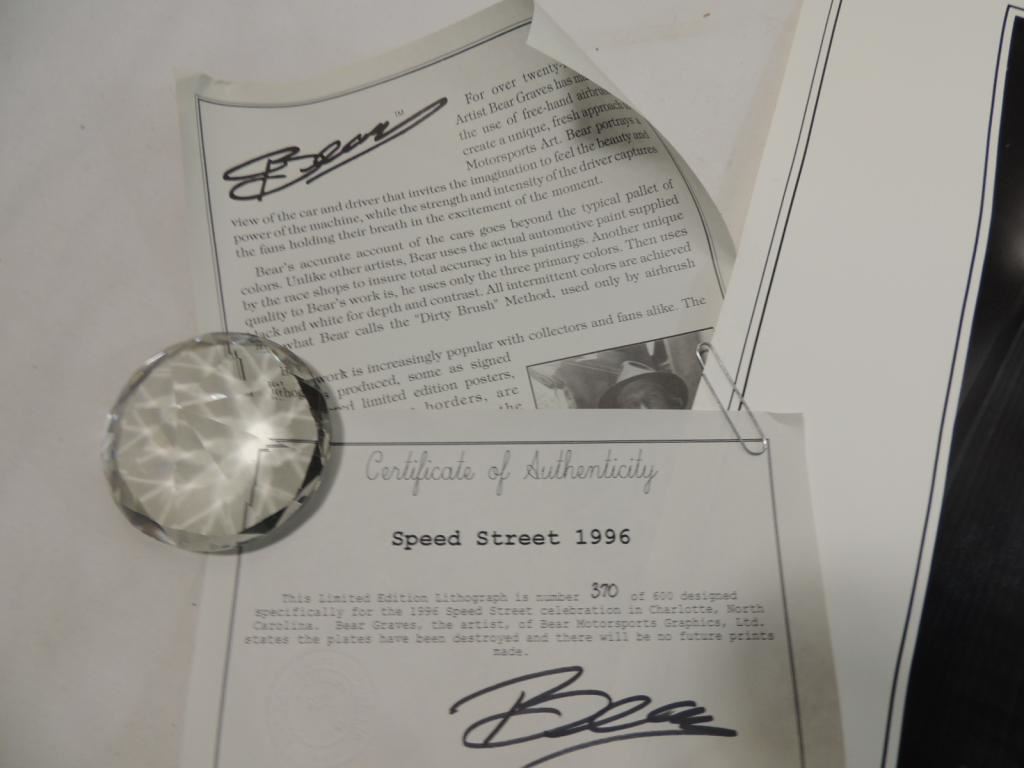 Bear™
For over twenty-
Artist Bear Graves has
the use of free-hand airbru
create a unique, fresh approach
Motorsports Art. Bear portrays a
view of the car and driver that invites the imagination to feel the beauty and
power of the machine, while the strength and intensity of the driver captures
the fans holding their breath in the excitement of the moment.
Bear's accurate account of the cars goes beyond the typical pallet of
colors. Unlike other artists, Bear uses the actual automotive paint supplied
by the race shops to insure total accuracy in his paintings. Another unique
quality to Bear's work is, he uses only the three primary colors. Then uses
lack and white for depth and contrast. All intermittent colors are achieved
what Bear calls the "Dirty Brush" Method, used only by airbrush
work is increasingly popular with collectors and fans alike. The
produced, some as signed
limited edition posters,
borders, are
the
Certificate of Authenticity
Speed Street 1996
This Limited Edition Lithograph is number 370 of 600 designed
specifically for the 1996 Speed Street celebration in Charlotte, North
Carolina. Bear Graves, the artist, of Bear Motorsports Graphics, Ltd.
states the plates have been destroyed and there will be no future prints
made.
Bear